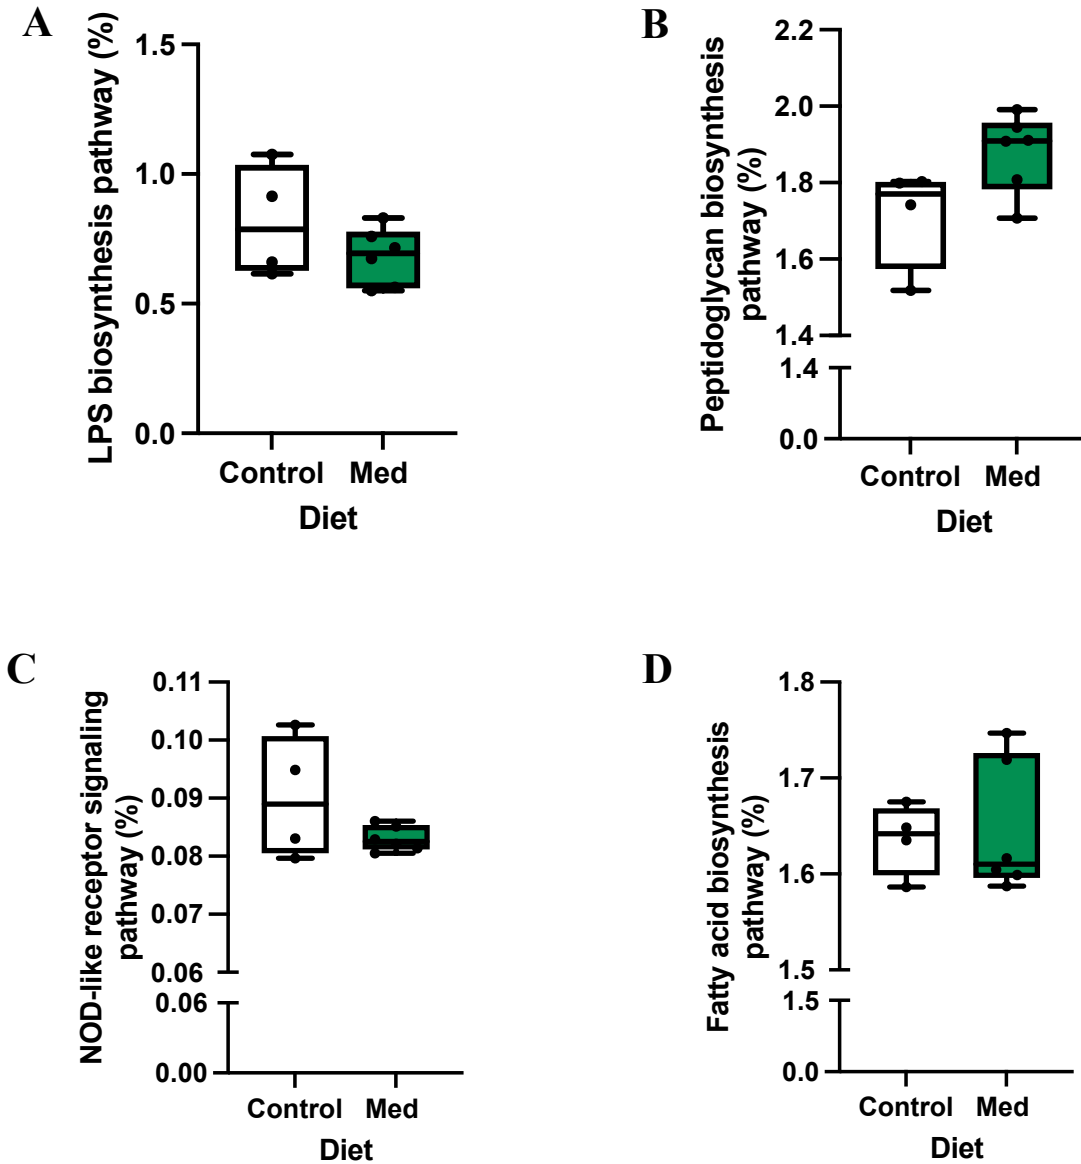 A
LPS biosynthesis pathway (%)
1.5
1.0
0.5
0.0
Control Med
Diet
B
Peptidoglycan biosynthesis
pathway (%)
2.2
2.0
1.8
1.6
1.4
1.4
0.0
Control Med
Diet
C
NOD-like receptor signaling
pathway (%)
0.11
0.10
0.09
0.08
0.07
0.06
0.06
0.00
Control Med
Diet
D
Fatty acid biosynthesis
pathway (%)
1.8
1.7
1.6
1.5
1.5
0.0
Control Med
Diet